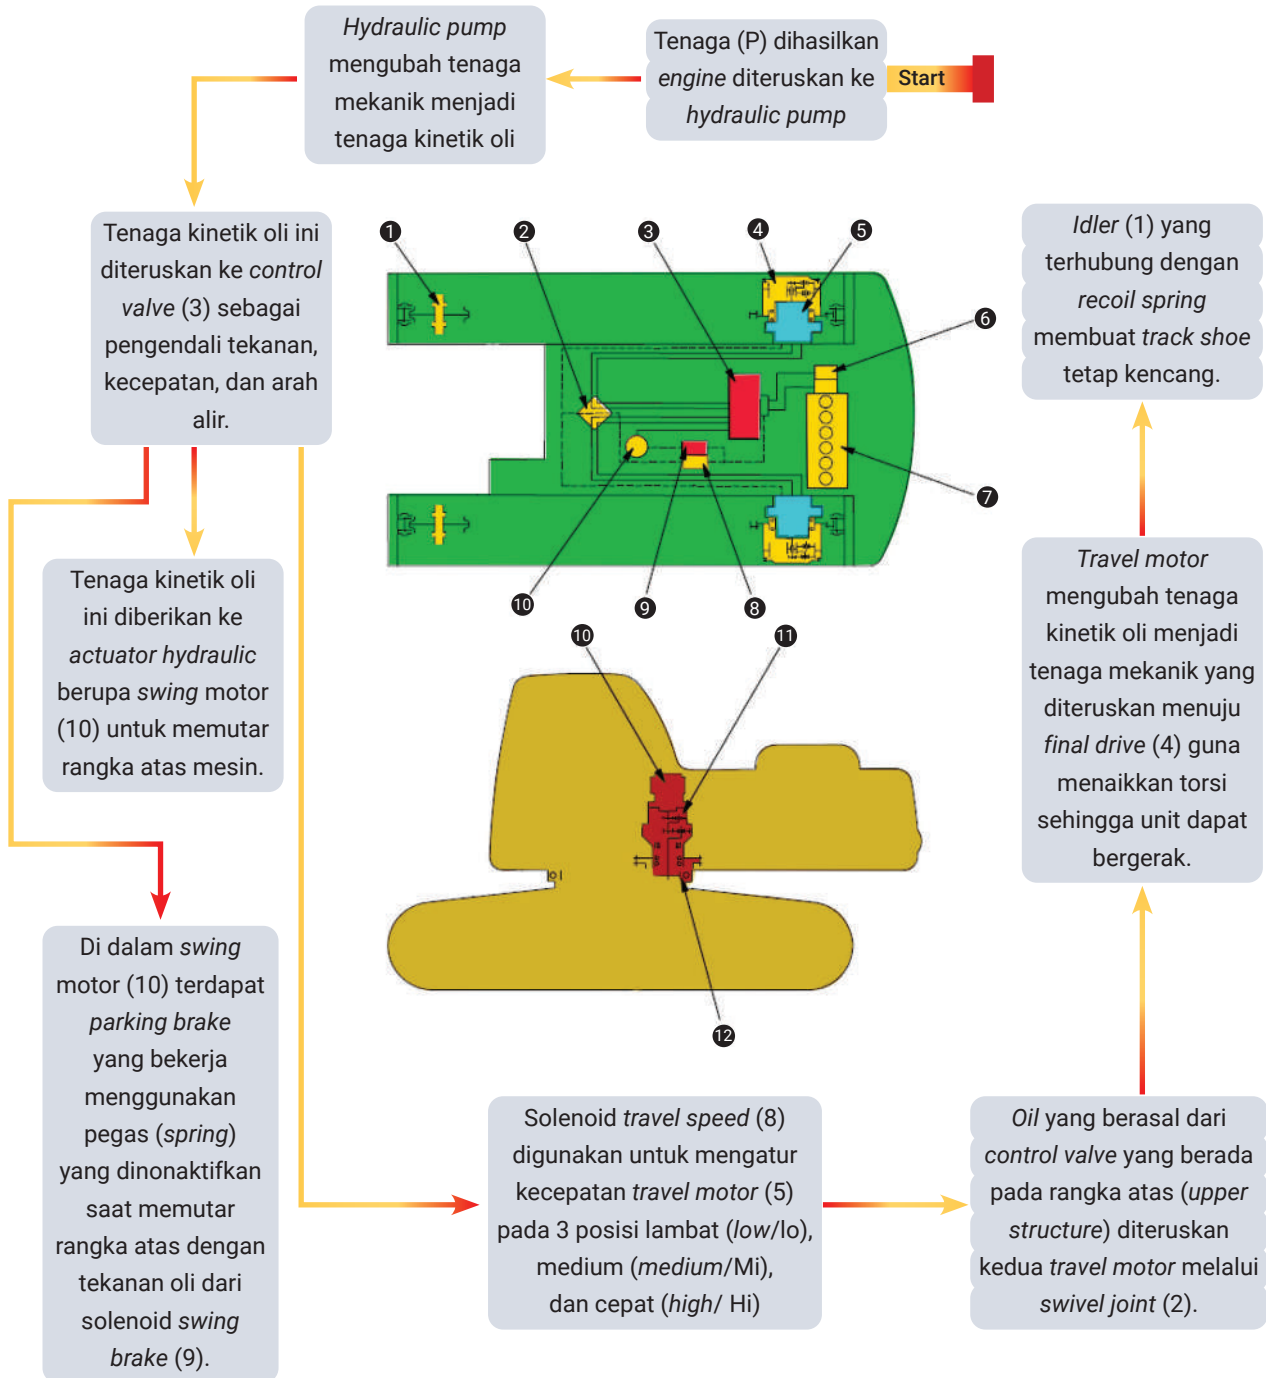 Start
Tenaga (P) dihasilkan
engine diteruskan ke
hydraulic pump
Hydraulic pump
mengubah tenaga
mekanik menjadi
tenaga kinetik oli
Tenaga kinetik oli ini
diteruskan ke control
valve (3) sebagai
pengendali tekanan,
kecepatan, dan arah
alir.
Tenaga kinetik oli
ini diberikan ke
actuator hydraulic
berupa swing motor
(10) untuk memutar
rangka atas mesin.
Di dalam swing
motor (10) terdapat
parking brake
yang bekerja
menggunakan
pegas (spring)
yang dinonaktifkan
saat memutar
rangka atas dengan
tekanan oli dari
solenoid swing
brake (9).
Solenoid travel speed (8)
digunakan untuk mengatur
kecepatan travel motor (5)
pada 3 posisi lambat (low/lo),
medium (medium/Mi),
dan cepat (high/ Hi)
Oil yang berasal dari
control valve yang berada
pada rangka atas (upper
structure) diteruskan
kedua travel motor melalui
swivel joint (2).
Travel motor
mengubah tenaga
kinetik oli menjadi
tenaga mekanik yang
diteruskan menuju
final drive (4) guna
menaikkan torsi
sehingga unit dapat
bergerak.
Idler (1) yang
terhubung dengan
recoil spring
membuat track shoe
tetap kencang.
1
2
3
4
5
6
7
10
9
8
10
11
12